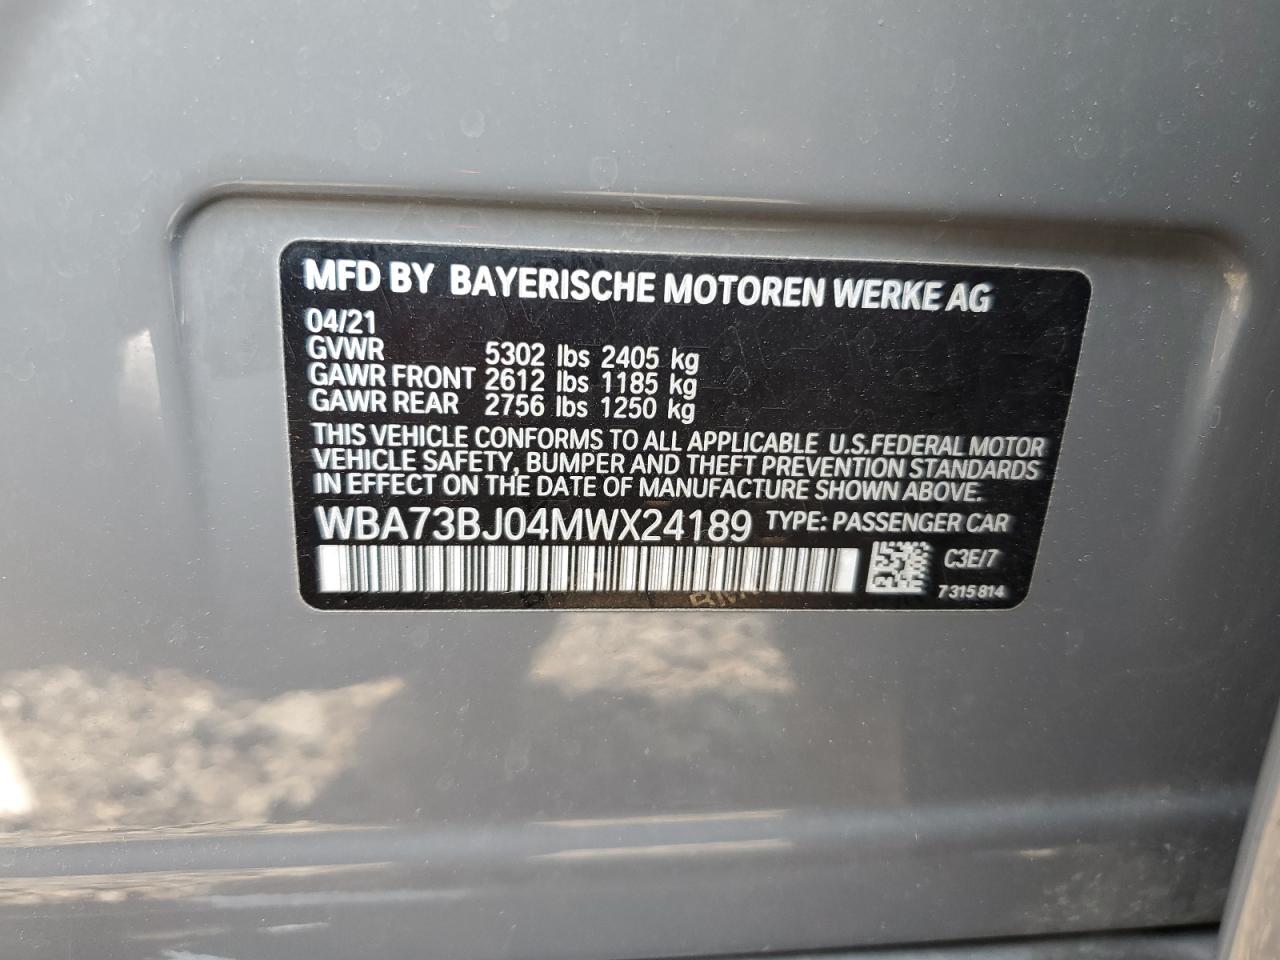 MFD BY BAYERISCHE MOTOREN WERKE AG
04/21
GVWR 5302 lbs 2405 kg
GAWR FRONT 2612 lbs 1185 kg
GAWR REAR 2756 lbs 1250 kg
THIS VEHICLE CONFORMS TO ALL APPLICABLE U.S.FEDERAL MOTOR
VEHICLE SAFETY, BUMPER AND THEFT PREVENTION STANDARDS
IN EFFECT ON THE DATE OF MANUFACTURE SHOWN ABOVE.
WBA73BJ04MWX24189 TYPE: PASSENGER CAR
C3E/7
7 315 814